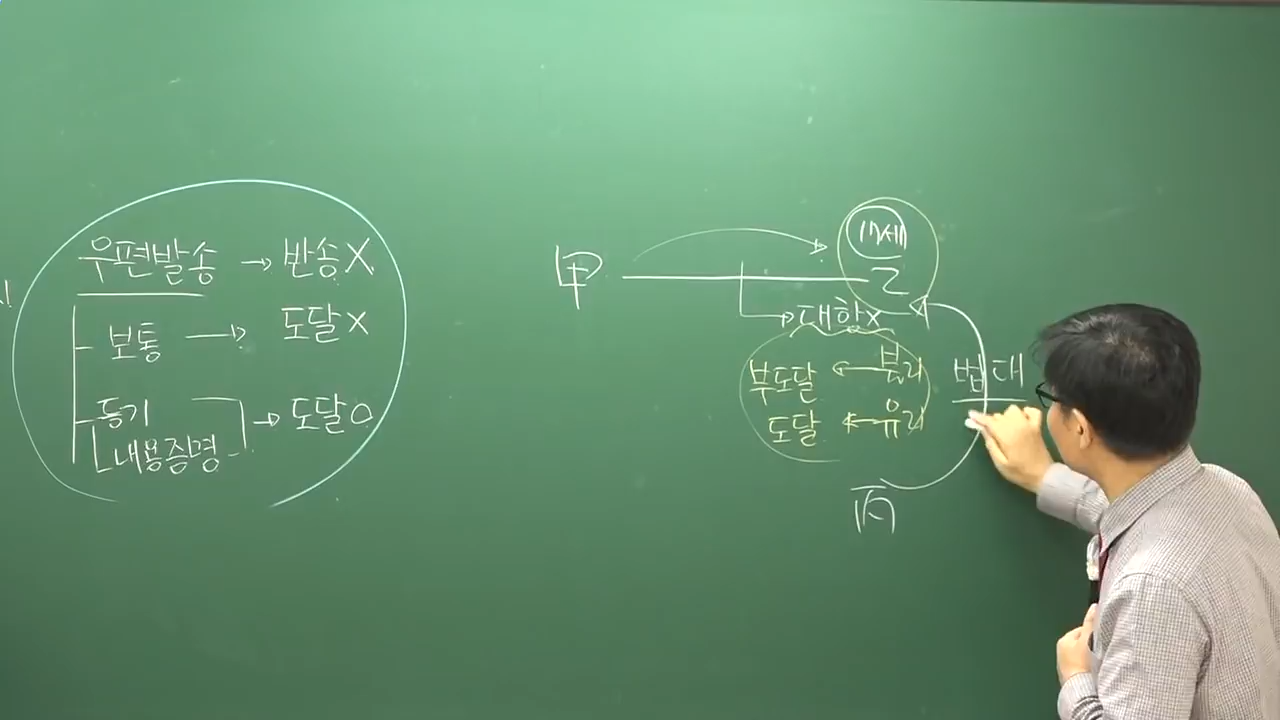 우편발송 → 반송X
보통 → 도달X
등기
내용증명 → 도달O
甲
17세
乙
대항X
부도달 ← 불리
도달 ← 유리
법대
丙